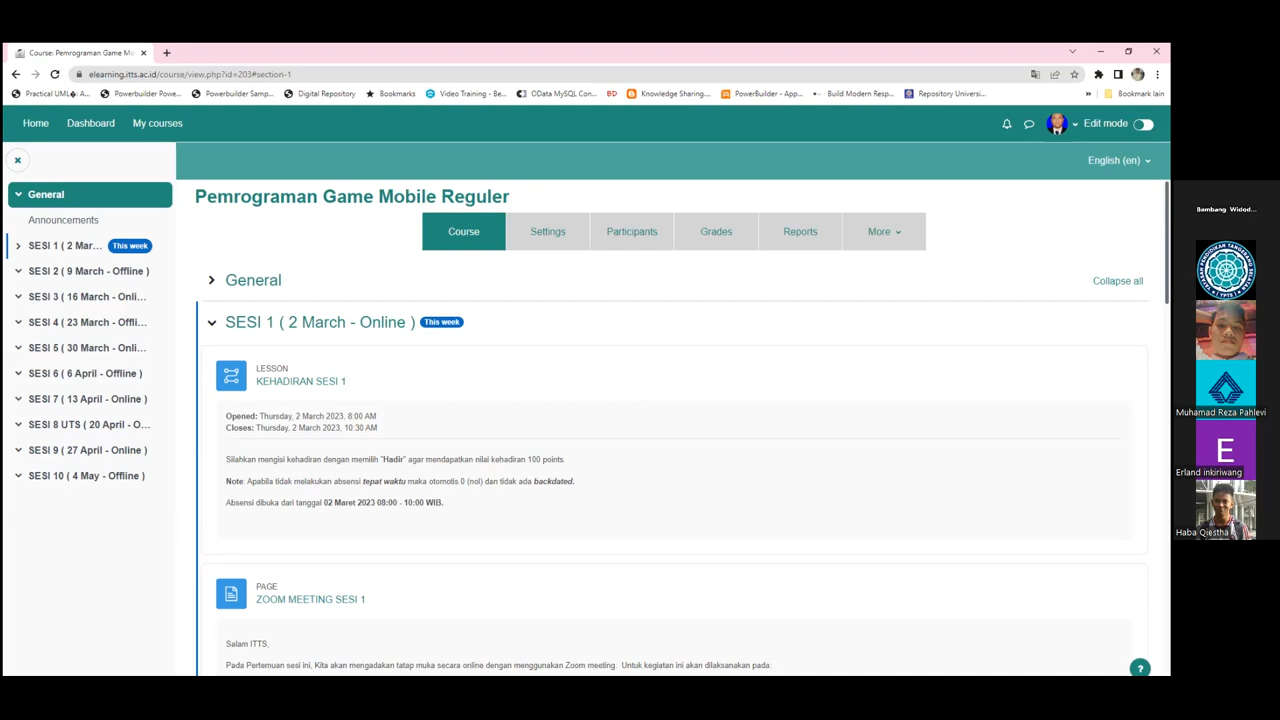 Course: Pemrograman Game Mo
elearning.itts.ac.id/course/view.php?id=203#section-1
Practical UML�: A...
Powerbuilder Powe...
Powerbuilder Samp...
Digital Repository
Bookmarks
Video Training - Be...
OData MySQL Con...
BD
Knowledge Sharing...
PowerBuilder - App...
Build Modern Resp...
Repository Universi...
»
Bookmark lain
Home
Dashboard
My courses
Edit mode
English (en)
General
Announcements
SESI 1 ( 2 Mar...
This week
SESI 2 ( 9 March - Offline )
SESI 3 ( 16 March - Onli...
SESI 4 ( 23 March - Offli...
SESI 5 ( 30 March - Onli...
SESI 6 ( 6 April - Offline )
SESI 7 ( 13 April - Online )
SESI 8 UTS ( 20 April - O...
SESI 9 ( 27 April - Online )
SESI 10 ( 4 May - Offline )
Pemrograman Game Mobile Reguler
Course
Settings
Participants
Grades
Reports
More
General
Collapse all
SESI 1 ( 2 March - Online )
This week
LESSON
KEHADIRAN SESI 1
Opened: Thursday, 2 March 2023, 8:00 AM
Closes: Thursday, 2 March 2023, 10:30 AM
Silahkan mengisi kehadiran dengan memilih "Hadir" agar mendapatkan nilai kehadiran 100 points.
Note: Apabila tidak melakukan absensi tepat waktu maka otomotis 0 (nol) dan tidak ada backdated.
Absensi dibuka dari tanggal 02 Maret 2023 08:00 - 10:00 WIB.
PAGE
ZOOM MEETING SESI 1
Salam ITTS,
Pada Pertemuan sesi ini, Kita akan mengadakan tatap muka secara online dengan menggunakan Zoom meeting. Untuk kegiatan ini akan dilaksanakan pada:
?
Bambang Widod...
Muhamad Reza Pahlevi
E
Erland inkiriwang
Haba Qiestha